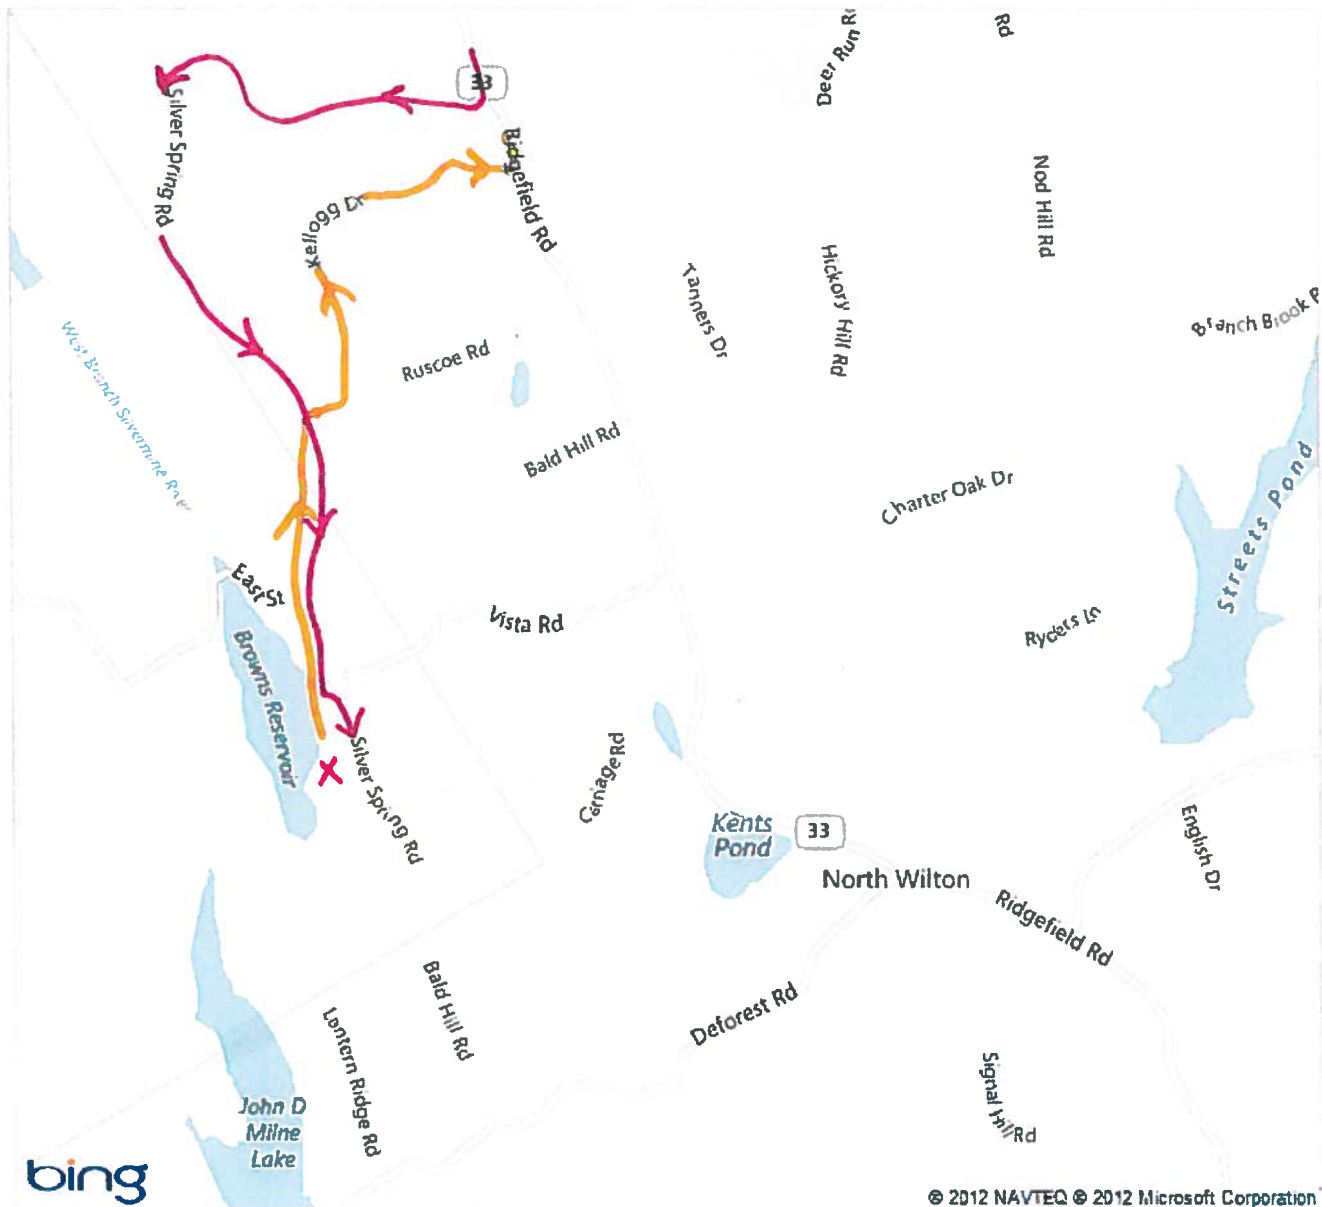 Deer Run
Rd
33
Silver Spring Rd
Ridgefield Rd
Nod Hill Rd
Kellogg Dr
Tanners Dr
Hickory Hill Rd
Branch Brook
West Branch Silvermine
Ruscoe Rd
Bald Hill Rd
Charter Oak Dr
Streets Pond
East St
Vista Rd
Ryders Ln
Browns Reservoir
Silver Spring Rd
Carriage Rd
Kents
Pond
33
English Dr
North Wilton
Ridgefield Rd
Bald Hill Rd
Deforest Rd
Lantern Ridge Rd
Signal Hill Rd
John D
Milne
Lake
bing
© 2012 NAVTEQ © 2012 Microsoft Corporation